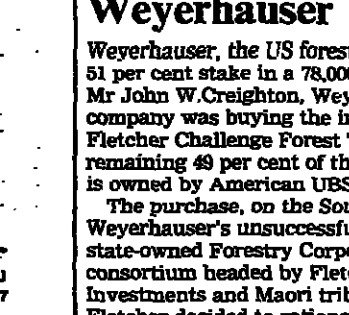 Weyerhauser
Weyerhauser, the US forest
51 per cent stake in a 78,000
Mr John W.Creighton, Wey
company was buying the in
Fletcher Challenge Forest
remaining 49 per cent of th
is owned by American UBS
The purchase, on the Sou
Weyerhauser's unsuccessfu
state-owned Forestry Corpo
consortium headed by Flet
Investments and Maori trib